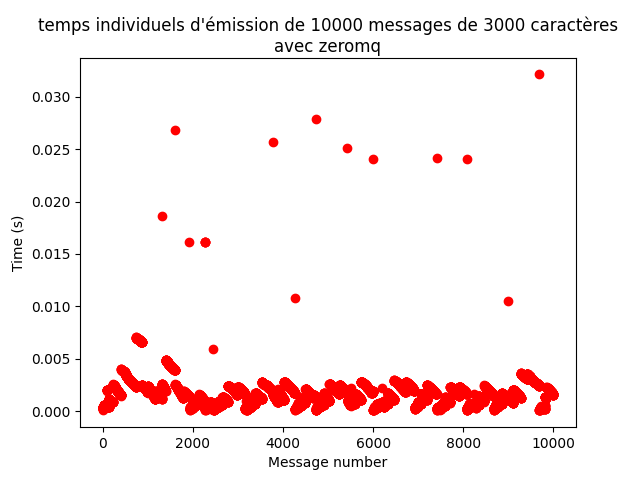 temps individuels d'émission de 10000 messages de 3000 caractères
avec zeromq
0.030
0.025
0.020
0.015
0.010
0.005
0.000
Time (s)
0 2000 4000 6000 8000 10000
Message number